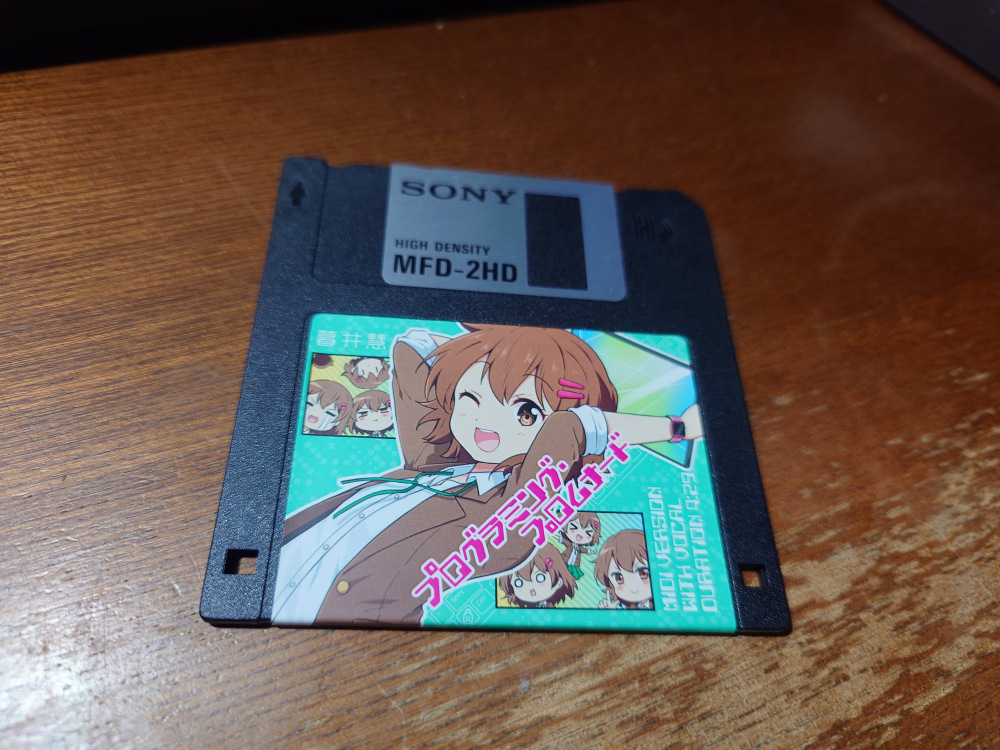 SONY
HIGH DENSITY
MFD-2HD
暮井慧
プログラミング・
プロムナード
MIDI VERSION
WITH VOCAL
DURATION 4:29